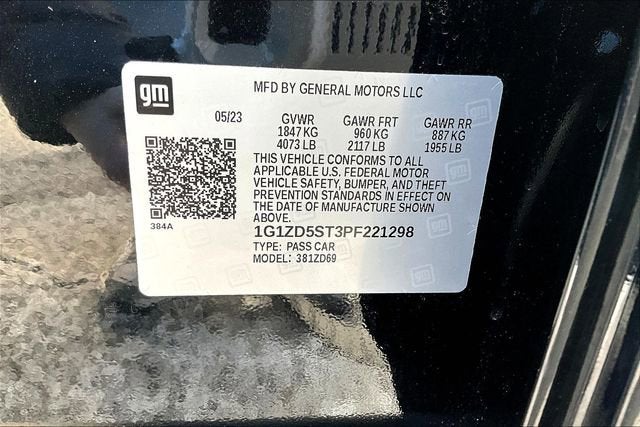 gm
MFD BY GENERAL MOTORS LLC
05/23 GVWR GAWR FRT GAWR RR
1847 KG 960 KG 887 KG
4073 LB 2117 LB 1955 LB
THIS VEHICLE CONFORMS TO ALL
APPLICABLE U.S. FEDERAL MOTOR
VEHICLE SAFETY, BUMPER, AND THEFT
PREVENTION STANDARDS IN EFFECT ON
THE DATE OF MANUFACTURE SHOWN
ABOVE.
384A
1G1ZD5ST3PF221298
TYPE: PASS CAR
MODEL: 381ZD69